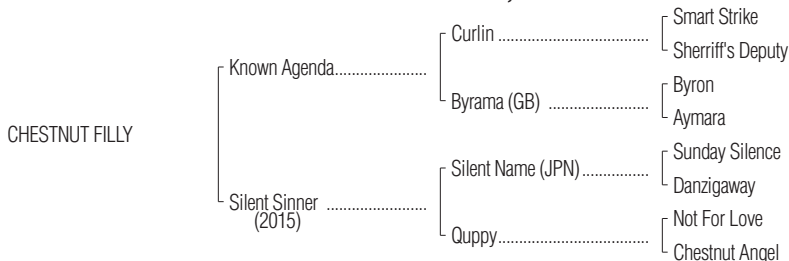 Smart Strike
Curlin ..........................................
Sherriff's Deputy
Known Agenda......................
Byron
Byrama (GB) ............................
Aymara
CHESTNUT FILLY
Sunday Silence
Silent Name (JPN)..................
Danzigaway
Silent Sinner ........................
(2015)
Not For Love
Quppy..........................................
Chestnut Angel